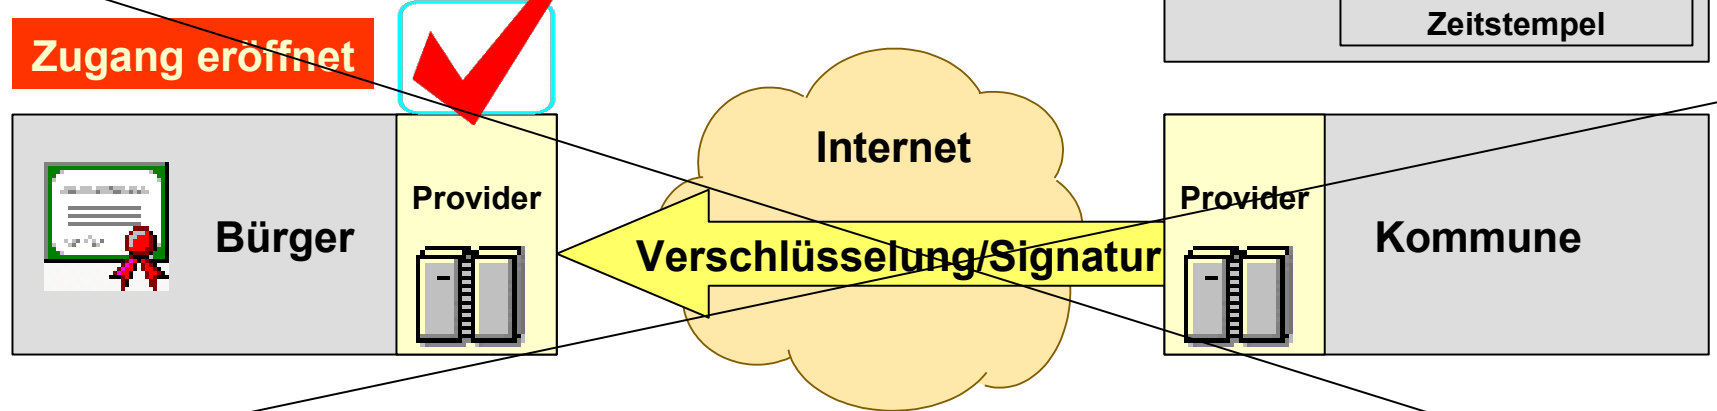 Zeitstempel
Zugang eröffnet
Internet
Provider
Provider
Bürger
Verschlüsselung/Signatur
Kommune